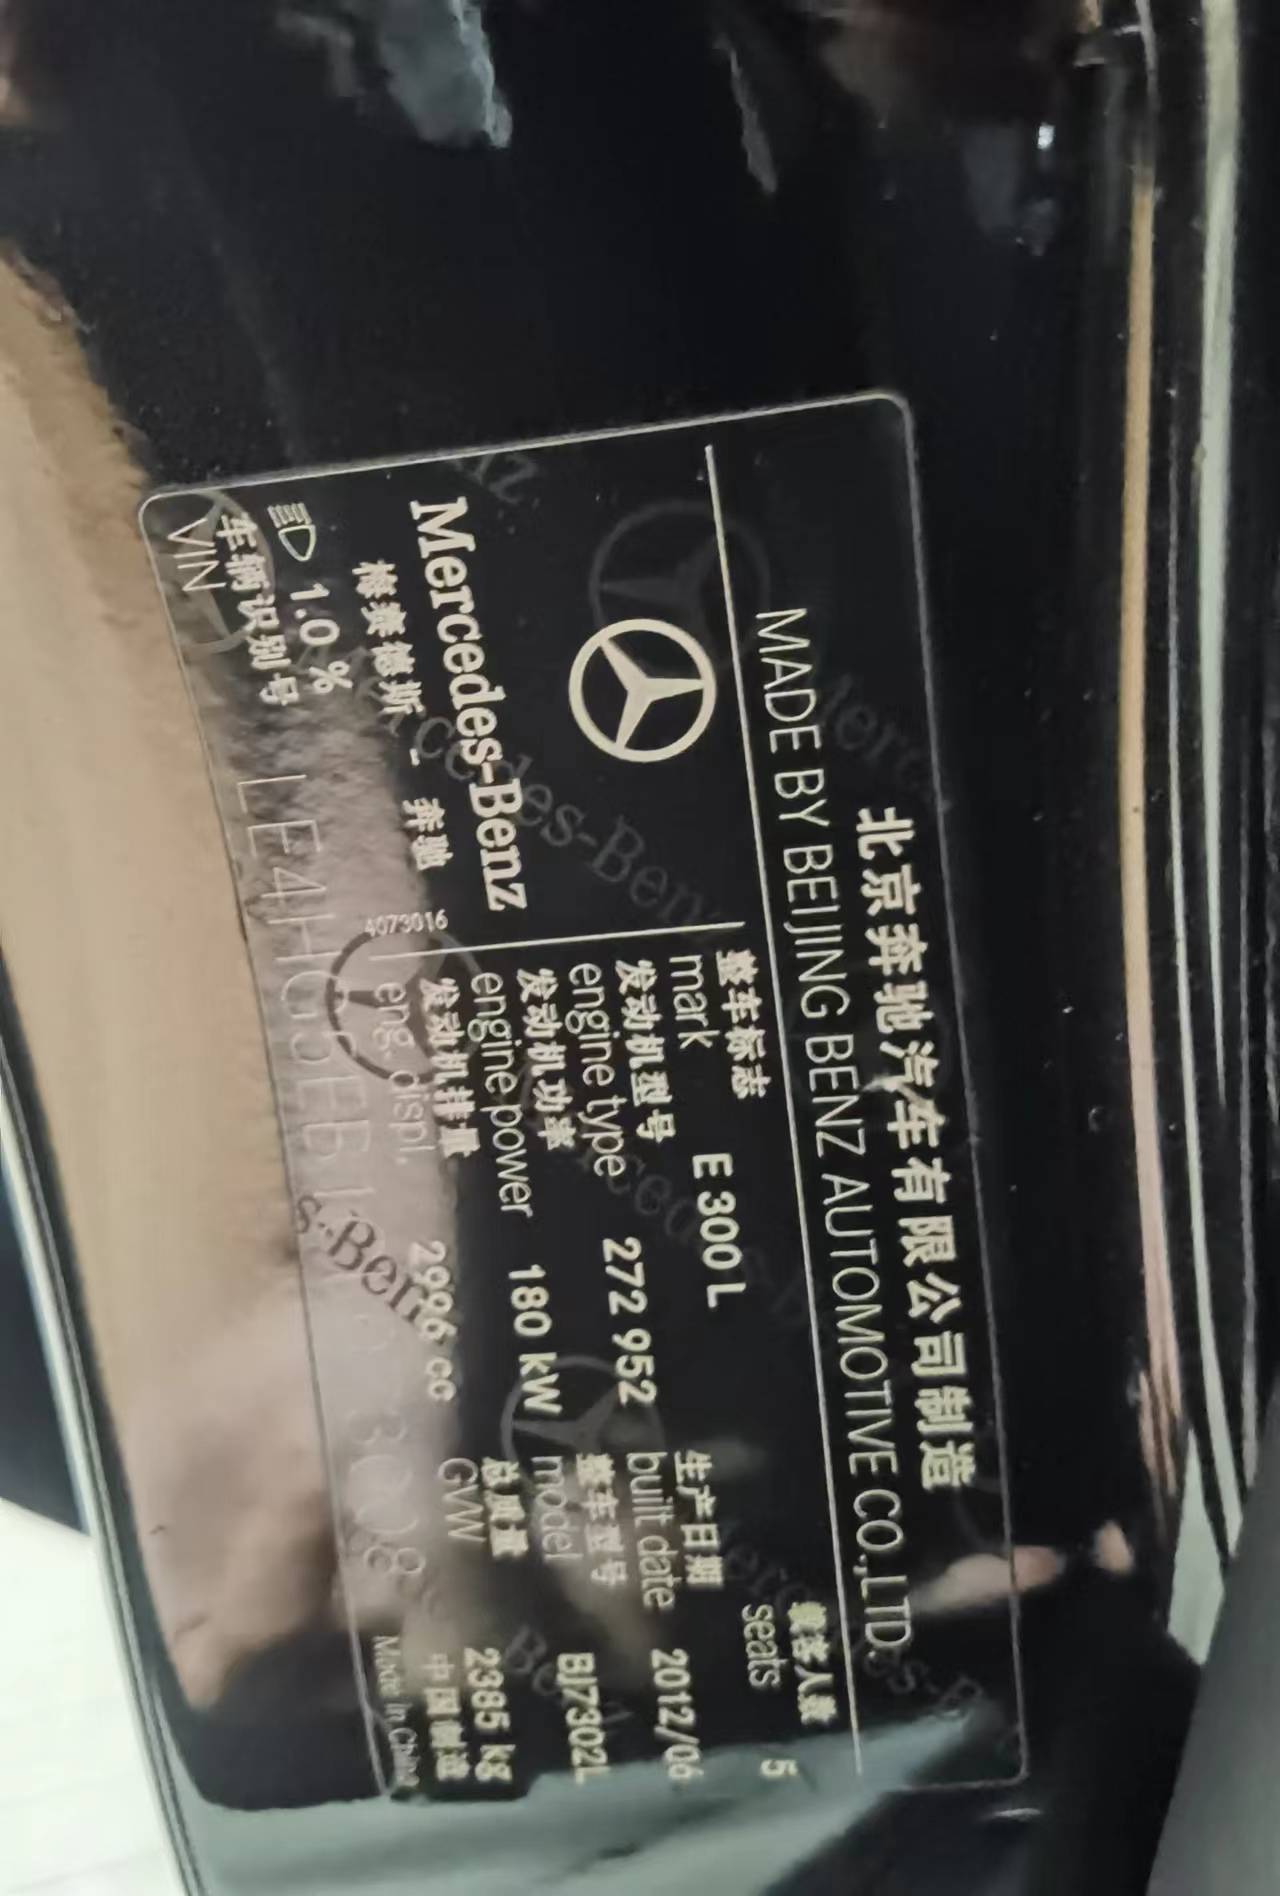 北京奔驰汽车有限公司制造
MADE BY BEIJING BENZ AUTOMOTIVE CO.,LTD.
Mercedes-Benz
梅赛德斯 - 奔驰
1.0 %
整车标志
mark E 300 L
发动机型号
engine type 272 952
发动机功率
engine power 180 kW
发动机排量
eng. displ. 2996 cc
4073016
载客人数
seats 5
生产日期
built date 2012/06
整车型号
model BJ7302L
总质量
GVW 2385 kg
中国制造
Made In China
车辆识别号
VIN